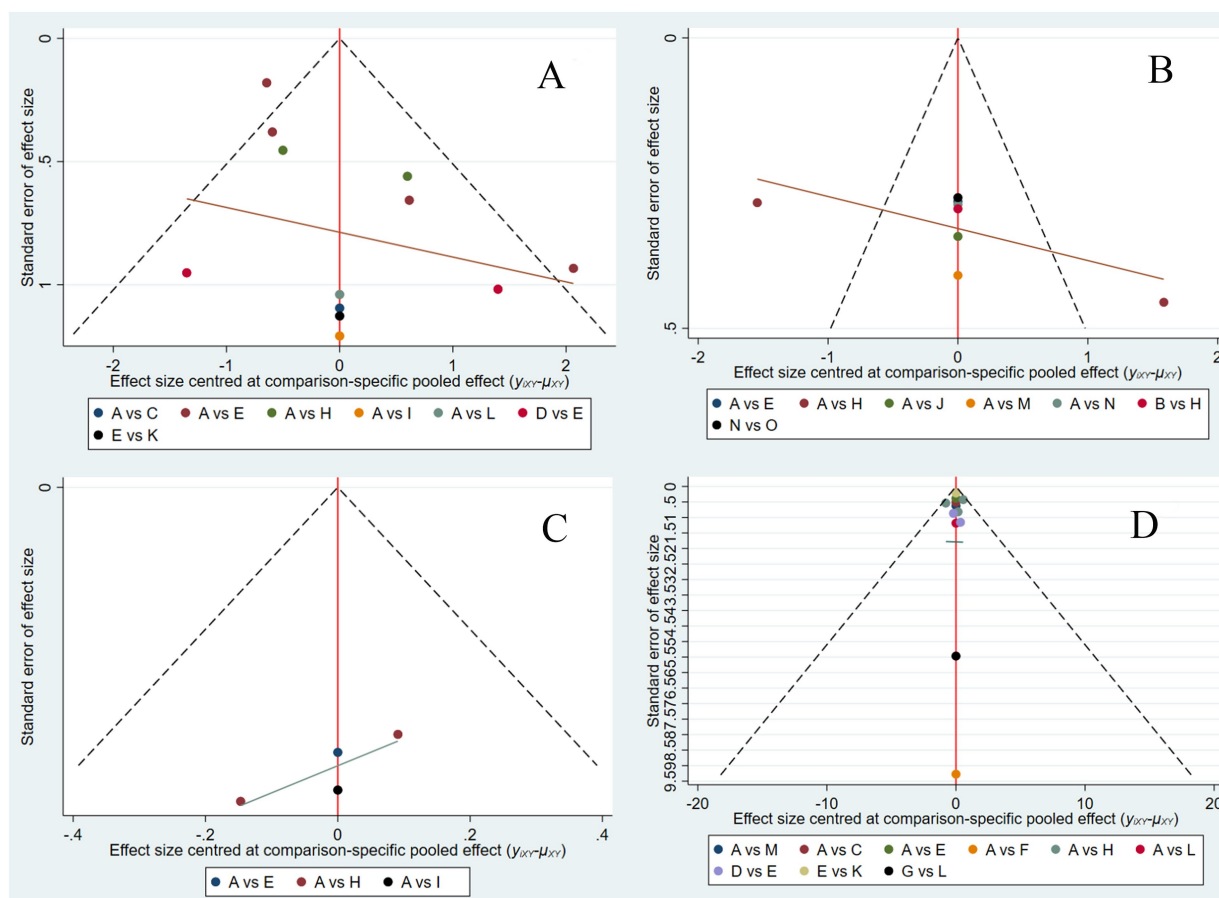 A
Standard error of effect size
0
.5
1
-2 -1 0 1 2
Effect size centred at comparison-specific pooled effect (yiXY-μXY)
A vs C A vs E A vs H A vs I A vs L D vs E
E vs K
B
Standard error of effect size
0
.5
-2 -1 0 1 2
Effect size centred at comparison-specific pooled effect (yiXY-μXY)
A vs E A vs H A vs J A vs M A vs N B vs H
N vs O
C
Standard error of effect size
0
-.4 -.2 0 .2 .4
Effect size centred at comparison-specific pooled effect (yiXY-μXY)
A vs E A vs H A vs I
D
Standard error of effect size
-20 -10 0 10 20
Effect size centred at comparison-specific pooled effect (yiXY-μXY)
A vs M A vs C A vs E A vs F A vs H A vs L
D vs E E vs K G vs L